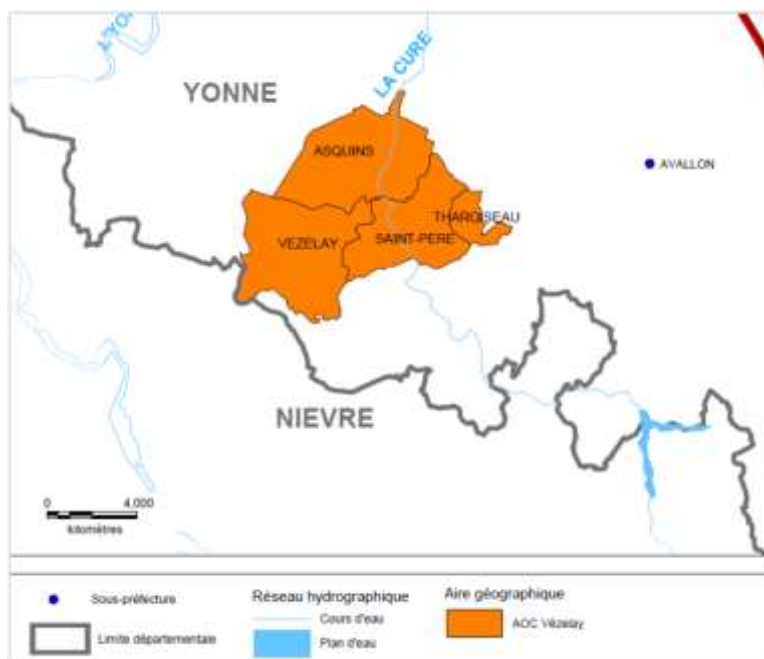 L'YON
LA CURE
YONNE
ASQUINS
AVALLON
THAROISEAU
VEZELAY
SAINT-PERE
NIEVRE
0 4,000
kilomètres
Sous-préfecture
Limite départementale
Réseau hydrographique
Cours d'eau
Plan d'eau
Aire géographique
AOC Vézelay